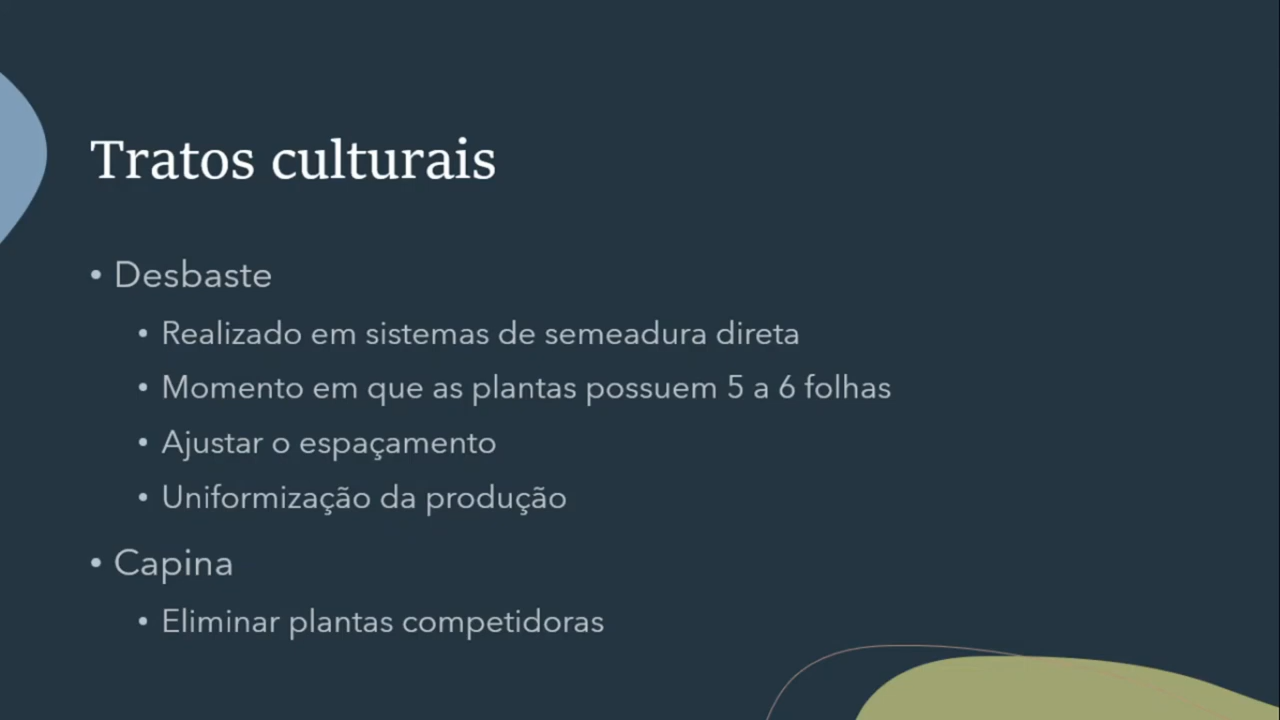 Tratos culturais
• Desbaste
• Realizado em sistemas de semeadura direta
• Momento em que as plantas possuem 5 a 6 folhas
• Ajustar o espaçamento
• Uniformização da produção
• Capina
• Eliminar plantas competidoras